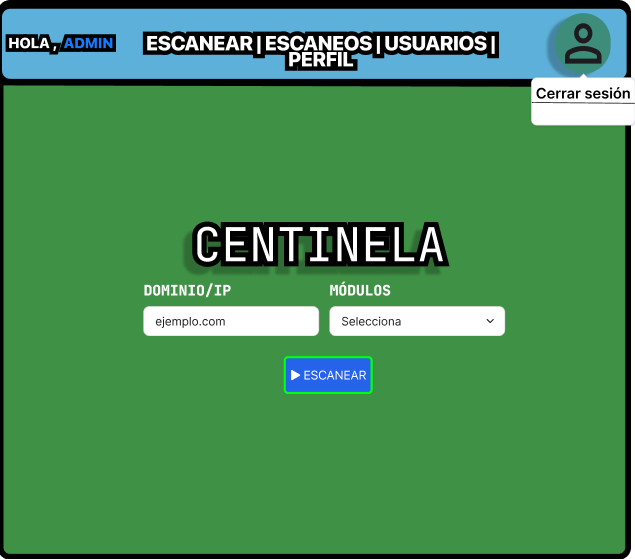 HOLA , ADMIN
ESCANEAR | ESCANEOS | USUARIOS |
PERFIL
Cerrar sesión
CENTINELA
DOMINIO/IP
MÓDULOS
ejemplo.com
Selecciona
ESCANEAR